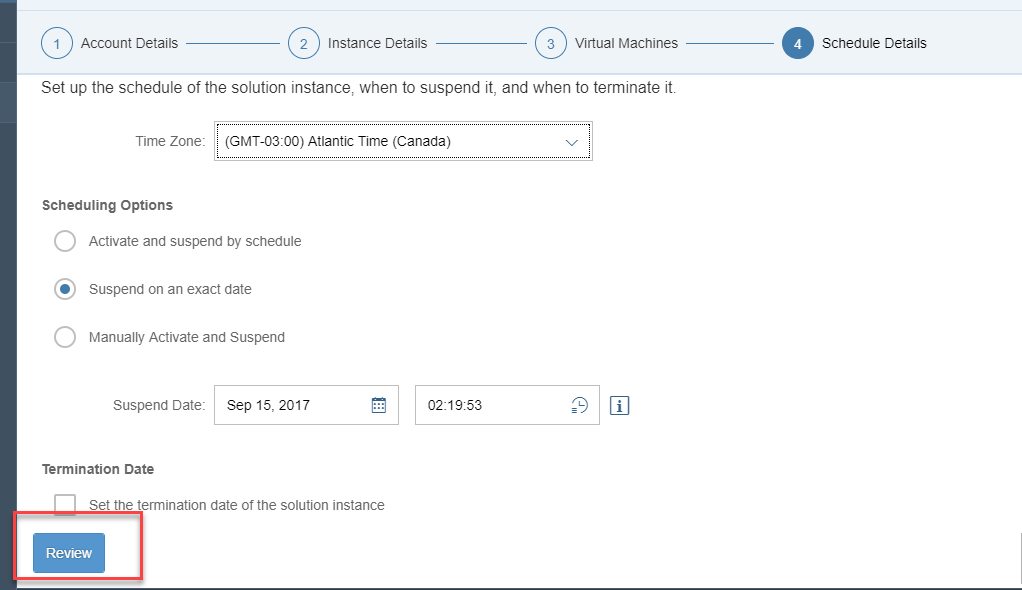 1 Account Details 2 Instance Details 3 Virtual Machines 4 Schedule Details
Set up the schedule of the solution instance, when to suspend it, and when to terminate it.
Time Zone: (GMT-03:00) Atlantic Time (Canada)
Scheduling Options
Activate and suspend by schedule
Suspend on an exact date
Manually Activate and Suspend
Suspend Date: Sep 15, 2017 02:19:53 i
Termination Date
Set the termination date of the solution instance
Review